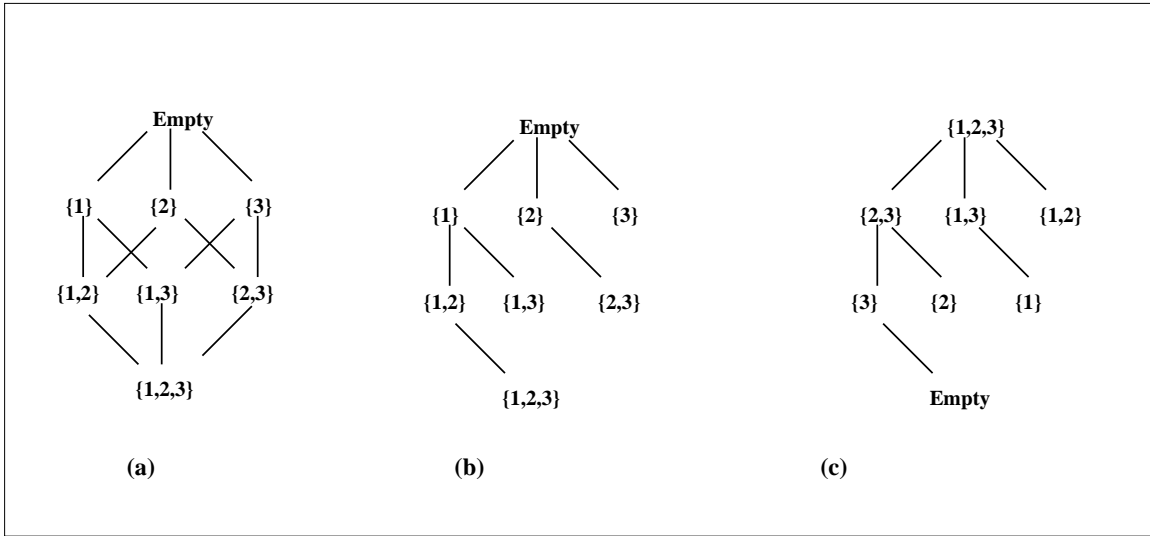 Empty
{1} {2} {3}
{1,2} {1,3} {2,3}
{1,2,3}
(a)
Empty
{1} {2} {3}
{1,2} {1,3} {2,3}
{1,2,3}
(b)
{1,2,3}
{2,3} {1,3} {1,2}
{3} {2} {1}
Empty
(c)